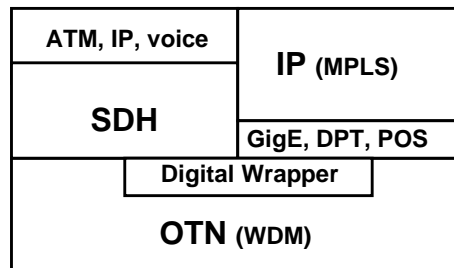 ATM, IP, voice
IP (MPLS)
SDH
GigE, DPT, POS
Digital Wrapper
OTN (WDM)